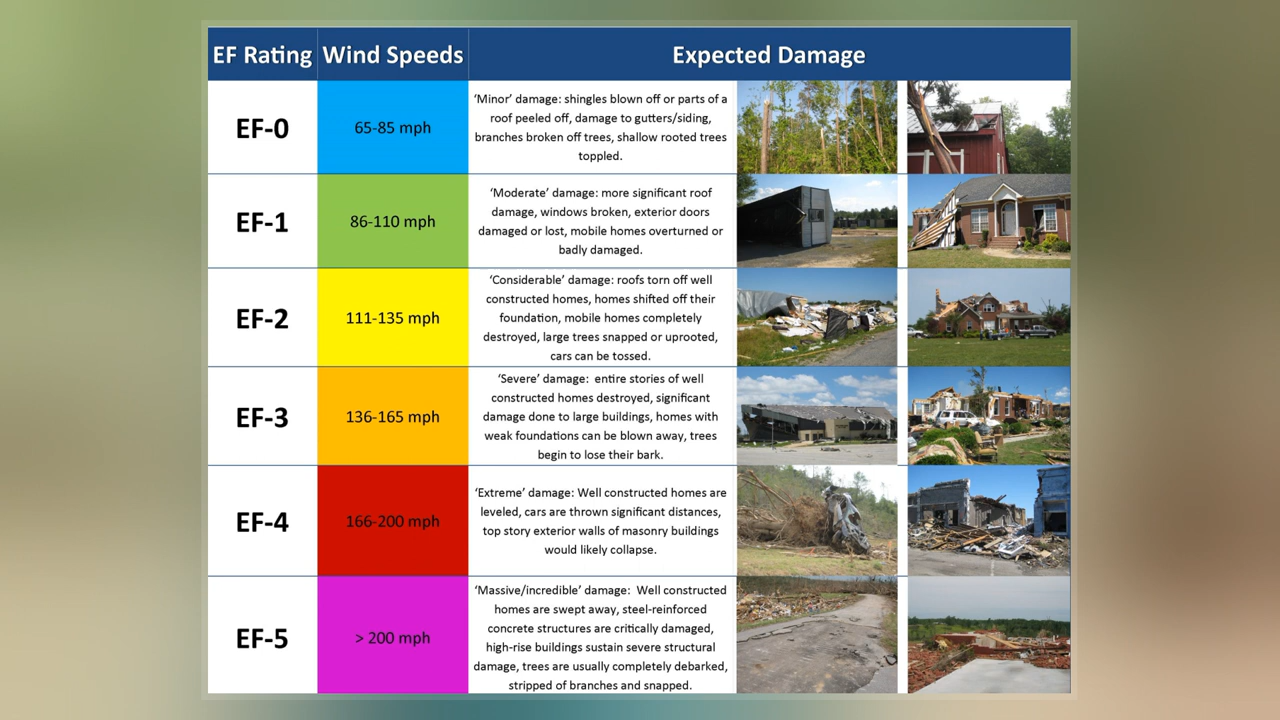 EF Rating Wind Speeds Expected Damage
EF-0
65-85 mph
‘Minor’ damage: shingles blown off or parts of a
roof peeled off, damage to gutters/siding,
branches broken off trees, shallow rooted trees
toppled.
EF-1
86-110 mph
‘Moderate’ damage: more significant roof
damage, windows broken, exterior doors
damaged or lost, mobile homes overturned or
badly damaged.
EF-2
111-135 mph
‘Considerable’ damage: roofs torn off well
constructed homes, homes shifted off their
foundation, mobile homes completely
destroyed, large trees snapped or uprooted,
cars can be tossed.
EF-3
136-165 mph
‘Severe’ damage: entire stories of well
constructed homes destroyed, significant
damage done to large buildings, homes with
weak foundations can be blown away, trees
begin to lose their bark.
EF-4
166-200 mph
‘Extreme’ damage: Well constructed homes are
leveled, cars are thrown significant distances,
top story exterior walls of masonry buildings
would likely collapse.
EF-5
> 200 mph
‘Massive/incredible’ damage: Well constructed
homes are swept away, steel-reinforced
concrete structures are critically damaged,
high-rise buildings sustain severe structural
damage, trees are usually completely debarked,
stripped of branches and snapped.